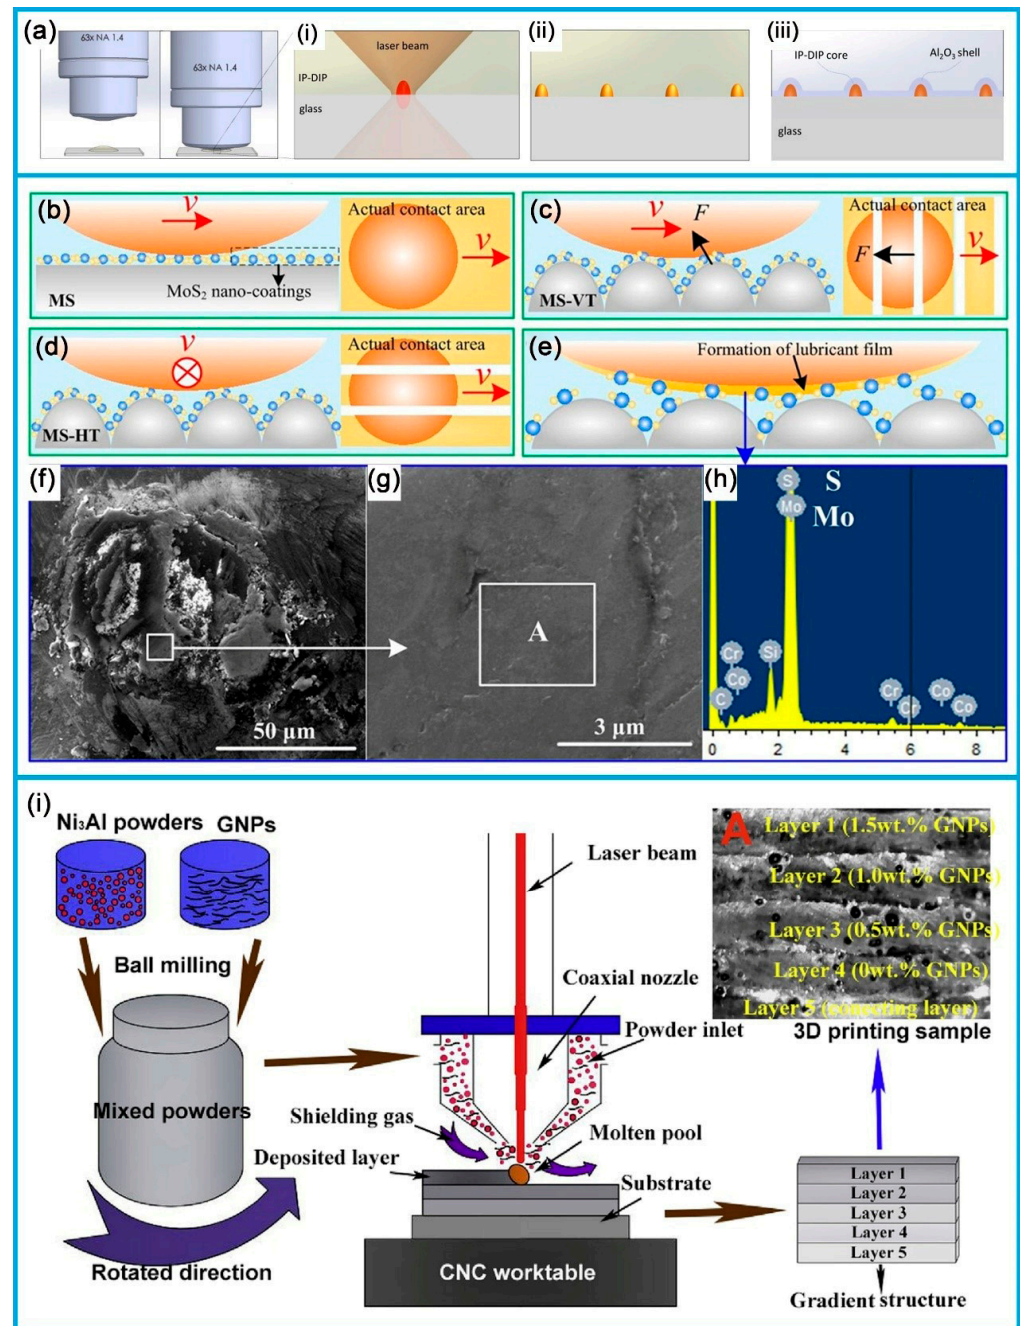 (a)
63x NA 1.4
63x NA 1.4
(i)
laser beam
IP-DIP
glass
(ii)
(iii)
IP-DIP core
Al₂O₃ shell
glass
(b)
v
Actual contact area
v
MoS₂ nano-coatings
MS
(c)
v
F
Actual contact area
F
v
MS-VT
(d)
v
Actual contact area
v
MS-HT
(e)
Formation of lubricant film
(f)
50 μm
(g)
A
3 μm
(h)
S
S
Mo
Mo
Cr
Co
C
Si
Cr
Cr
Co
Co
0 2 4 6 8
(i)
Ni₃Al powders
GNPs
Ball milling
Mixed powders
Rotated direction
Laser beam
Coaxial nozzle
Powder inlet
Shielding gas
Molten pool
Deposited layer
Substrate
CNC worktable
A
Layer 1 (1.5wt.% GNPs)
Layer 2 (1.0wt.% GNPs)
Layer 3 (0.5wt.% GNPs)
Layer 4 (0wt.% GNPs)
Layer 5 (conecting layer)
3D printing sample
Layer 1
Layer 2
Layer 3
Layer 4
Layer 5
Gradient structure